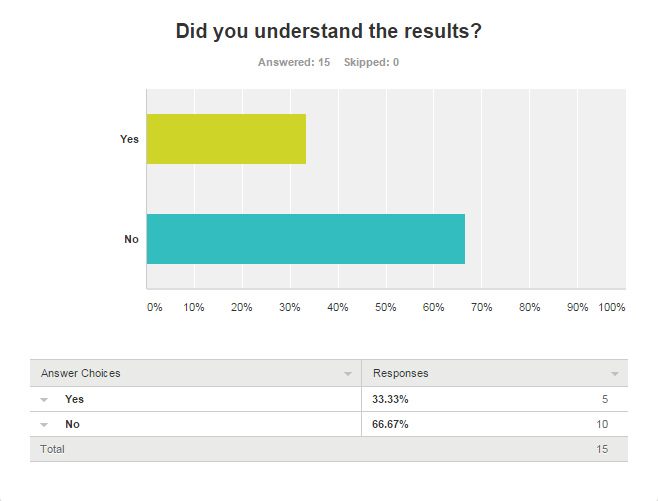 Did you understand the results?
Answered: 15 Skipped: 0
Yes
No
0% 10% 20% 30% 40% 50% 60% 70% 80% 90% 100%
Answer Choices Responses
Yes 33.33% 5
No 66.67% 10
Total 15